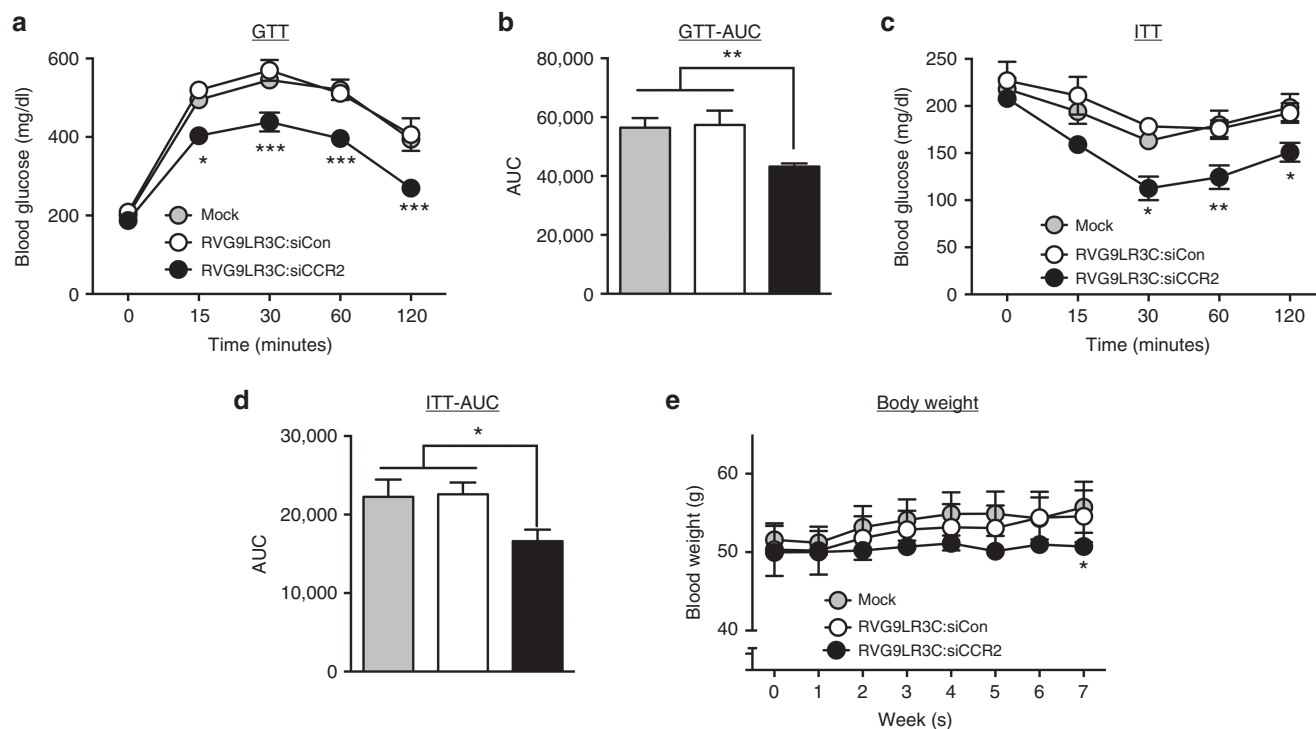 a
GTT
600
400
200
0
Blood glucose (mg/dl)
*
***
***
***
Mock
RVG9LR3C:siCon
RVG9LR3C:siCCR2
0 15 30 60 120
Time (minutes)
b
GTT-AUC
80,000
60,000
40,000
20,000
0
AUC
**
c
ITT
250
200
150
100
50
0
Blood glucose (mg/dl)
*
**
*
Mock
RVG9LR3C:siCon
RVG9LR3C:siCCR2
0 15 30 60 120
Time (minutes)
d
ITT-AUC
30,000
20,000
10,000
0
AUC
*
e
Body weight
60
50
40
Blood weight (g)
*
Mock
RVG9LR3C:siCon
RVG9LR3C:siCCR2
0 1 2 3 4 5 6 7
Week (s)